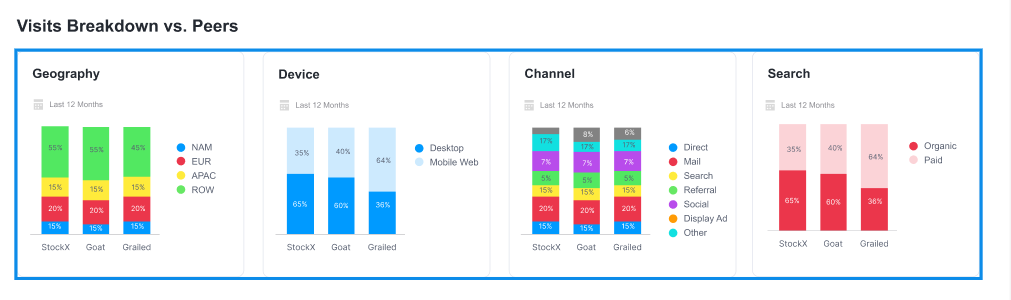 Visits Breakdown vs. Peers
Geography
Last 12 Months
55%
55%
45%
15%
15%
15%
20%
20%
20%
15%
15%
15%
StockX
Goat
Grailed
NAM
EUR
APAC
ROW
Device
Last 12 Months
35%
40%
64%
65%
60%
36%
StockX
Goat
Grailed
Desktop
Mobile Web
Channel
Last 12 Months
8%
6%
17%
17%
17%
7%
7%
7%
5%
5%
5%
15%
15%
15%
20%
20%
20%
15%
15%
15%
StockX
Goat
Grailed
Direct
Mail
Search
Referral
Social
Display Ad
Other
Search
Last 12 Months
35%
40%
64%
65%
60%
36%
StockX
Goat
Grailed
Organic
Paid